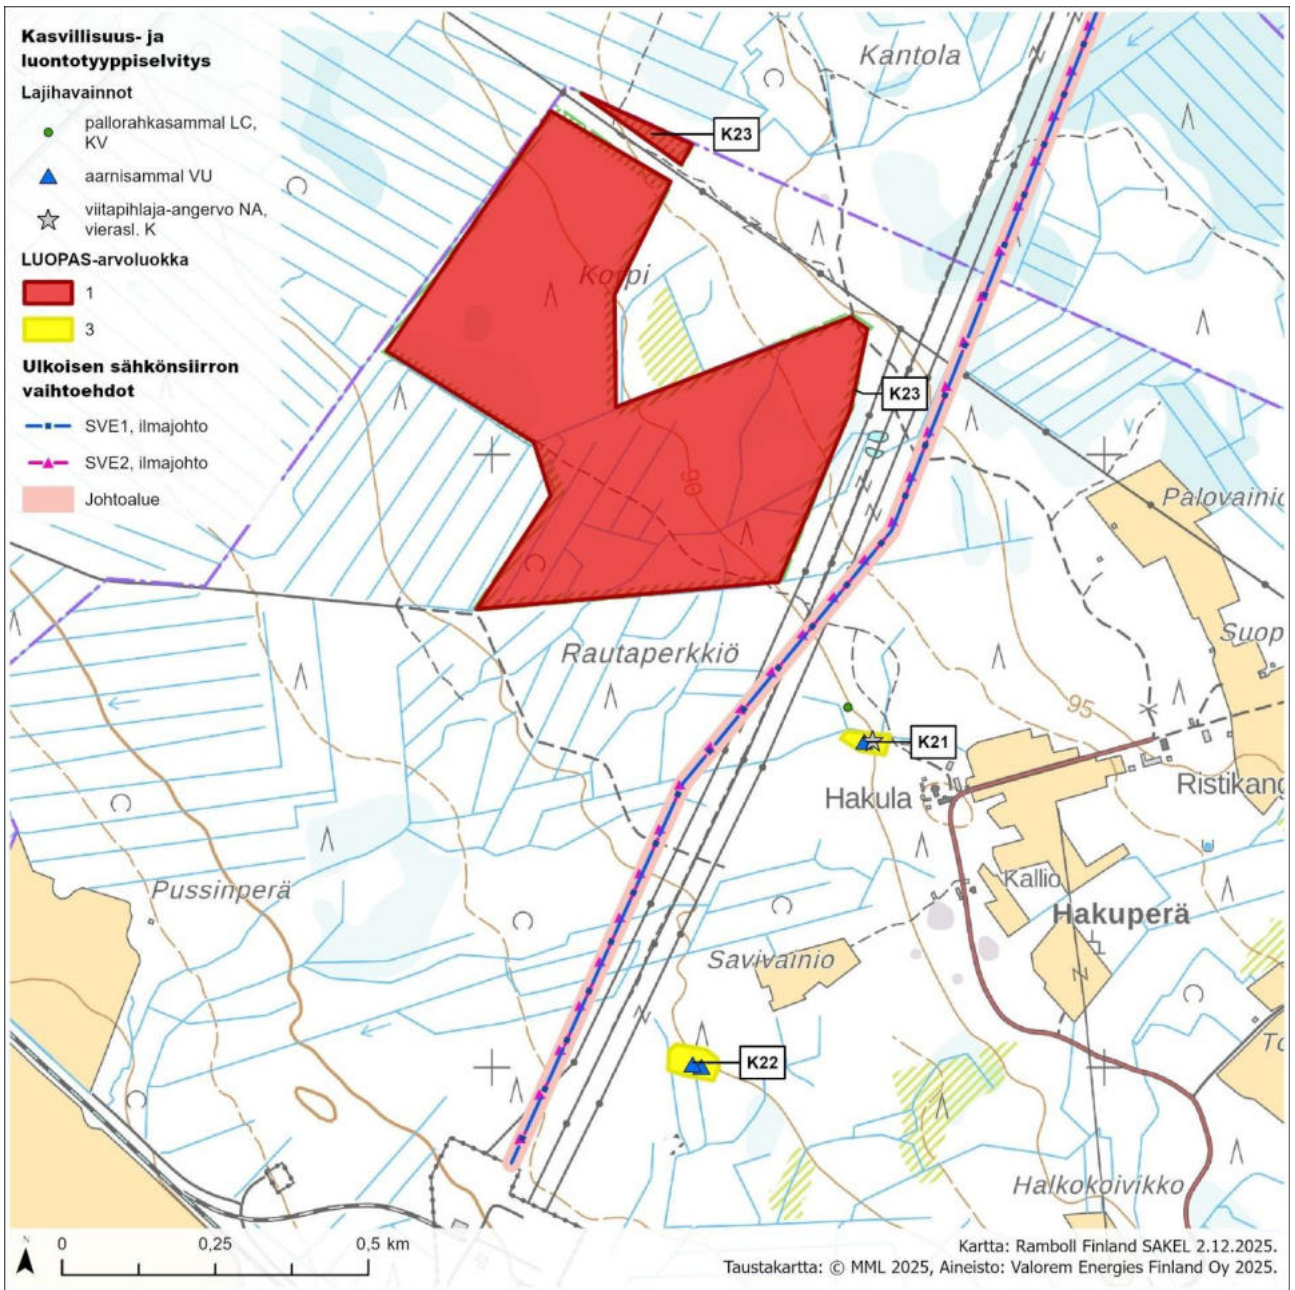 Kasvillisuus- ja
luontotyyppiselvitys
Lajihavainnot
pallorahkasammal LC,
KV
aarnisammal VU
viitapihlaja-angervo NA,
vierasl. K
LUOPAS-arvoluokka
1
3
Ulkoisen sähkönsiirron
vaihtoehdot
SVE1, ilmajohto
SVE2, ilmajohto
Johtoalue
Kantola
K23
Korpi
K23
90
Palovainio
Suop
Rautaperkkiö
95
K21
Hakula
Ristikang
Pussinperä
Kallio
Hakuperä
Savivainio
K22
To
Halkokoivikko
N
0 0,25 0,5 km
Kartta: Ramboll Finland SAKEL 2.12.2025.
Taustakartta: © MML 2025, Aineisto: Valorem Energies Finland Oy 2025.